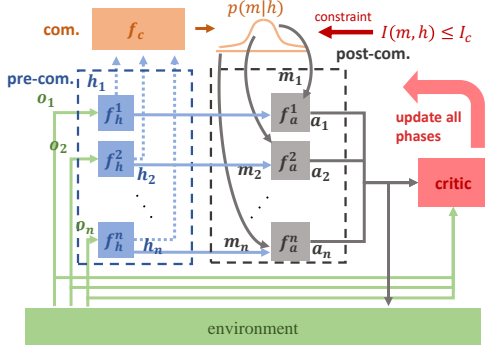 p(m|h)
com.
f_c
constraint
I(m, h) ≤ I_c
post-com.
pre-com.
h_1
m_1
o_1
f_h^1
f_a^1
a_1
update all
phases
o_2
f_h^2
h_2
m_2
f_a^2
a_2
critic
. . .
. . .
o_n
f_h^n
h_n
m_n
f_a^n
a_n
environment